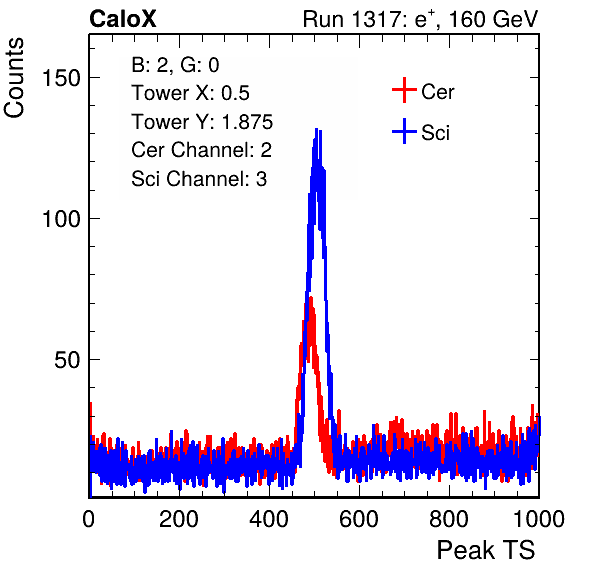 CaloX
Run 1317: e+, 160 GeV
Counts
B: 2, G: 0
Tower X: 0.5
Tower Y: 1.875
Cer Channel: 2
Sci Channel: 3
Cer
Sci
150
100
50
0 200 400 600 800 1000
Peak TS